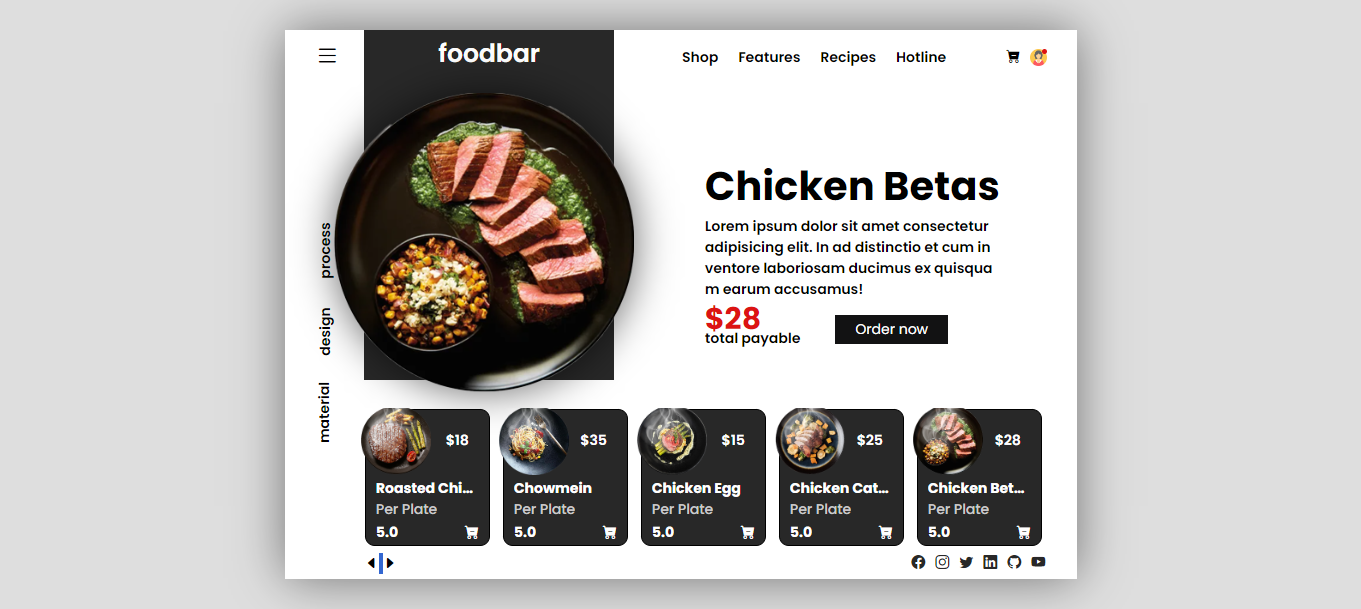 foodbar
Shop Features Recipes Hotline
process
design
material
Chicken Betas
Lorem ipsum dolor sit amet consectetur
adipisicing elit. In ad distinctio et cum in
ventore laboriosam ducimus ex quisqua
m earum accusamus!
$28
total payable
Order now
$18
Roasted Chi...
Per Plate
5.0
$35
Chowmein
Per Plate
5.0
$15
Chicken Egg
Per Plate
5.0
$25
Chicken Cat...
Per Plate
5.0
$28
Chicken Bet...
Per Plate
5.0